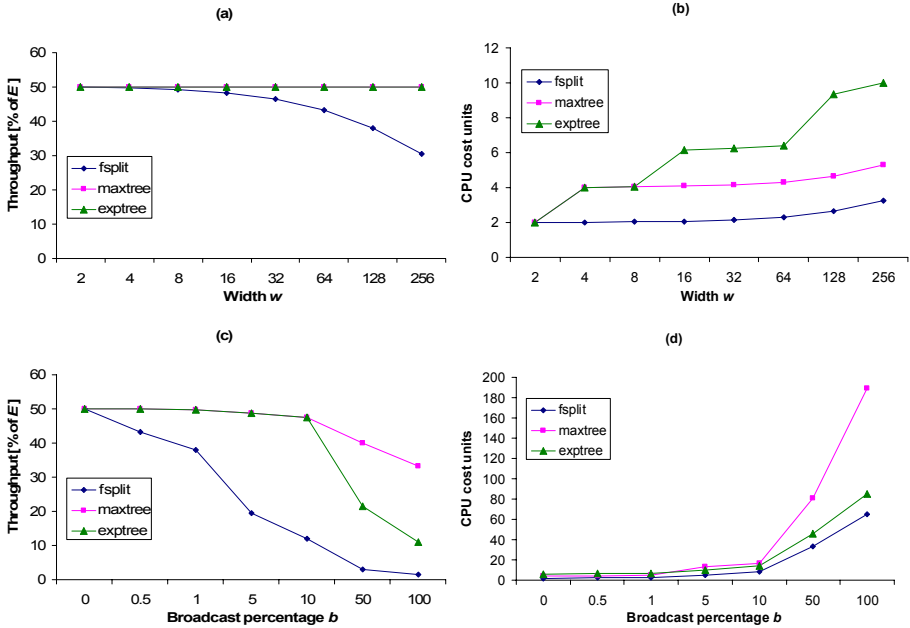 (a)
60
50
40
30
20
10
0
Throughput [% of E]
fsplit
maxtree
exptree
2 4 8 16 32 64 128 256
Width w
(b)
12
10
8
6
4
2
0
CPU cost units
fsplit
maxtree
exptree
2 4 8 16 32 64 128 256
Width w
(c)
60
50
40
30
20
10
0
Throughput [% of E]
fsplit
maxtree
exptree
0 0.5 1 5 10 50 100
Broadcast percentage b
(d)
200
180
160
140
120
100
80
60
40
20
0
CPU cost units
fsplit
maxtree
exptree
0 0.5 1 5 10 50 100
Broadcast percentage b